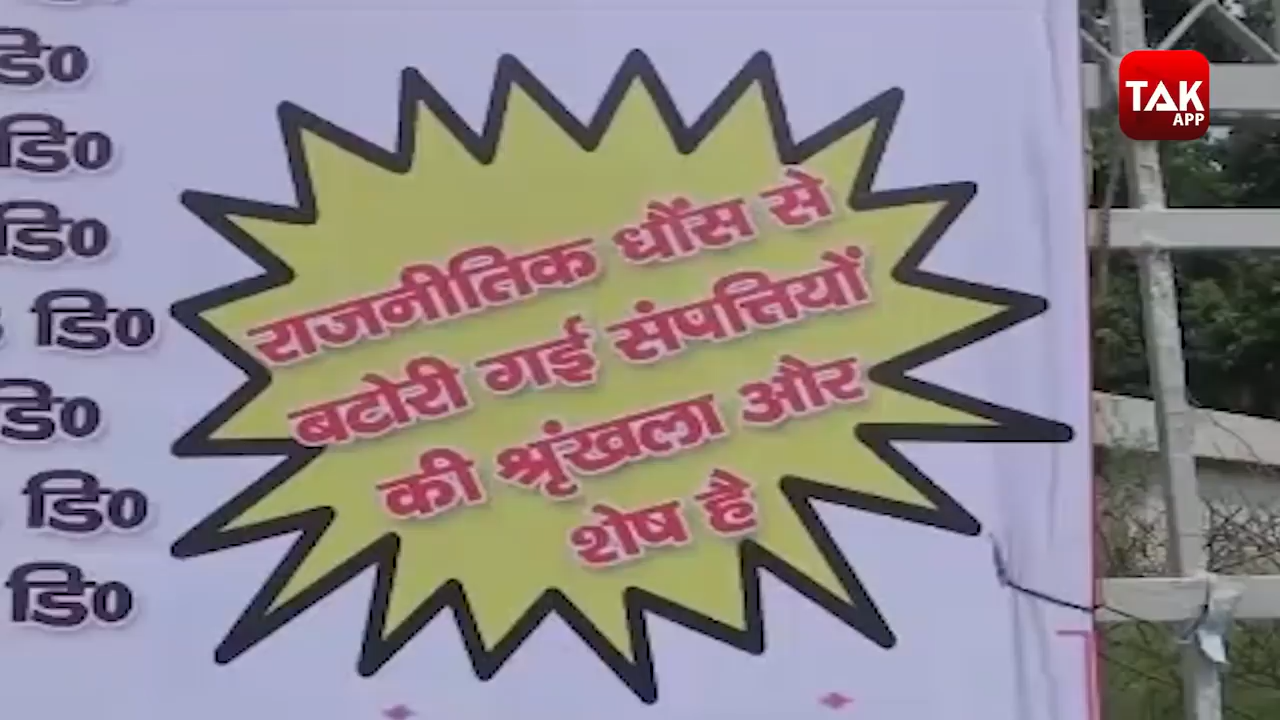 डि०
डि०
डि०
डि०
डि०
डि०
डि०
राजनीतिक धौंस से
बटोरी गई संपत्तियों
की श्रृंखला और
शेष है
TAK
APP